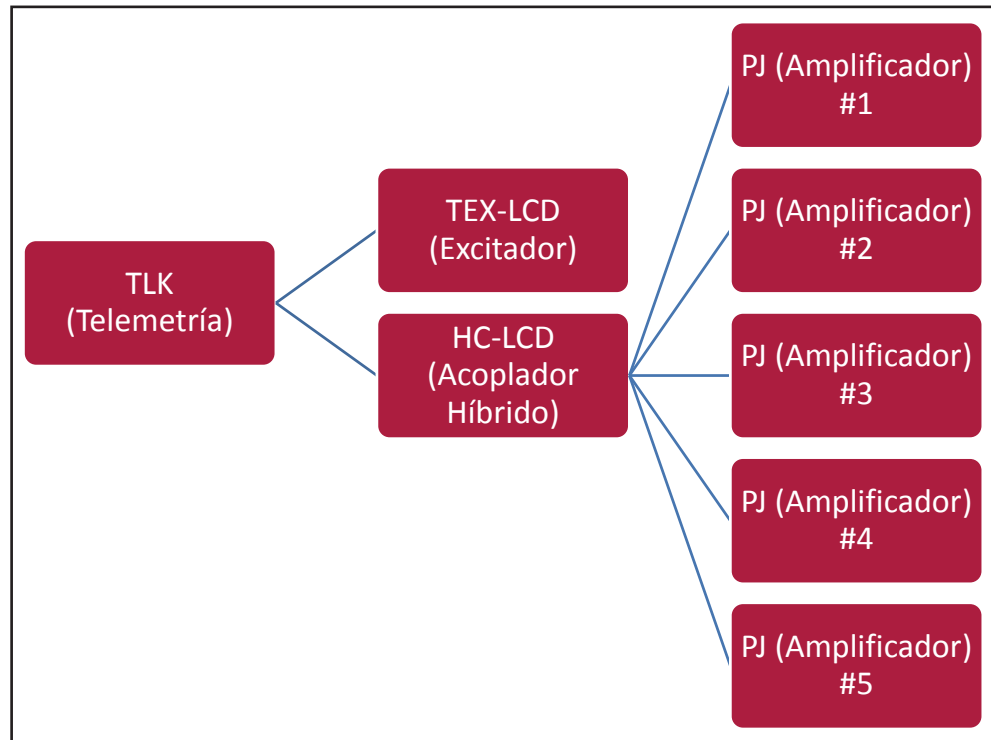 TLK
(Telemetría)
TEX-LCD
(Excitador)
HC-LCD
(Acoplador
Híbrido)
PJ (Amplificador)
#1
PJ (Amplificador)
#2
PJ (Amplificador)
#3
PJ (Amplificador)
#4
PJ (Amplificador)
#5